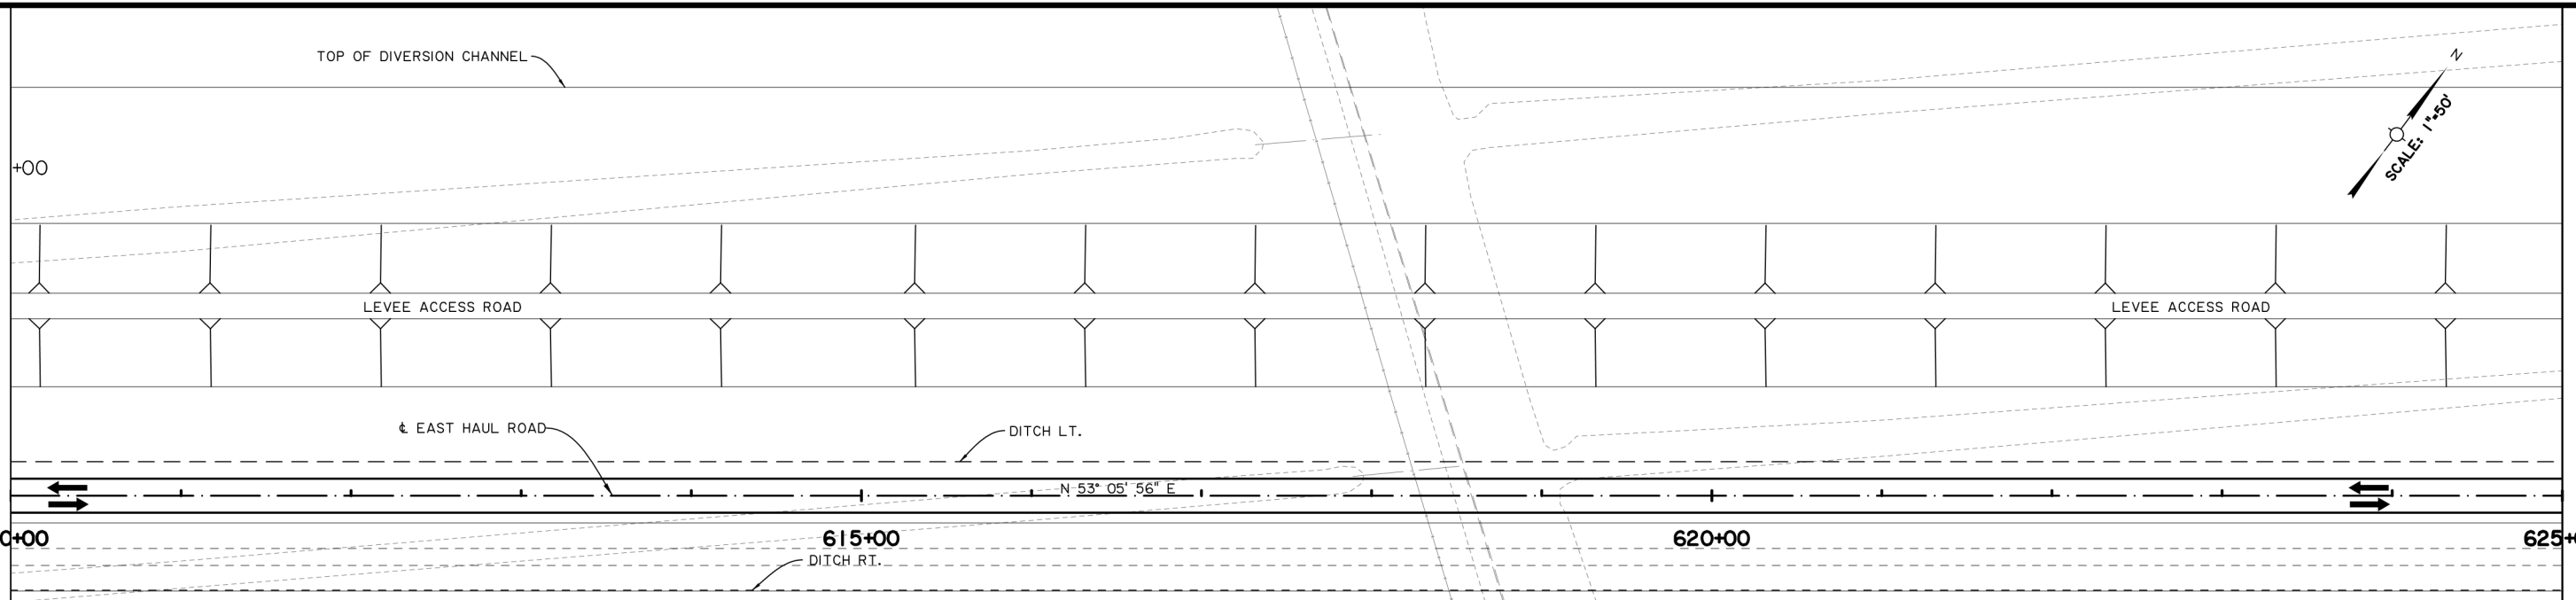 TOP OF DIVERSION CHANNEL
N
SCALE: 1"=50'
+00
LEVEE ACCESS ROAD
LEVEE ACCESS ROAD
℄ EAST HAUL ROAD
DITCH LT.
N 53° 05' 56" E
0+00
615+00
620+00
625+
DITCH RT.